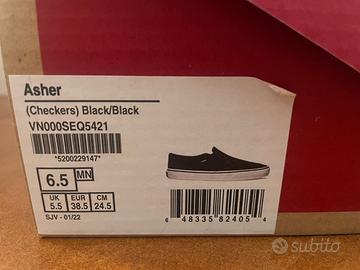 Asher
(Checkers) Black/Black
VN000SEQ5421
*5200229147*
6.5 MN
UK EUR CM
5.5 38.5 24.5
SJV - 01/22
6 48335 82405 4
subito